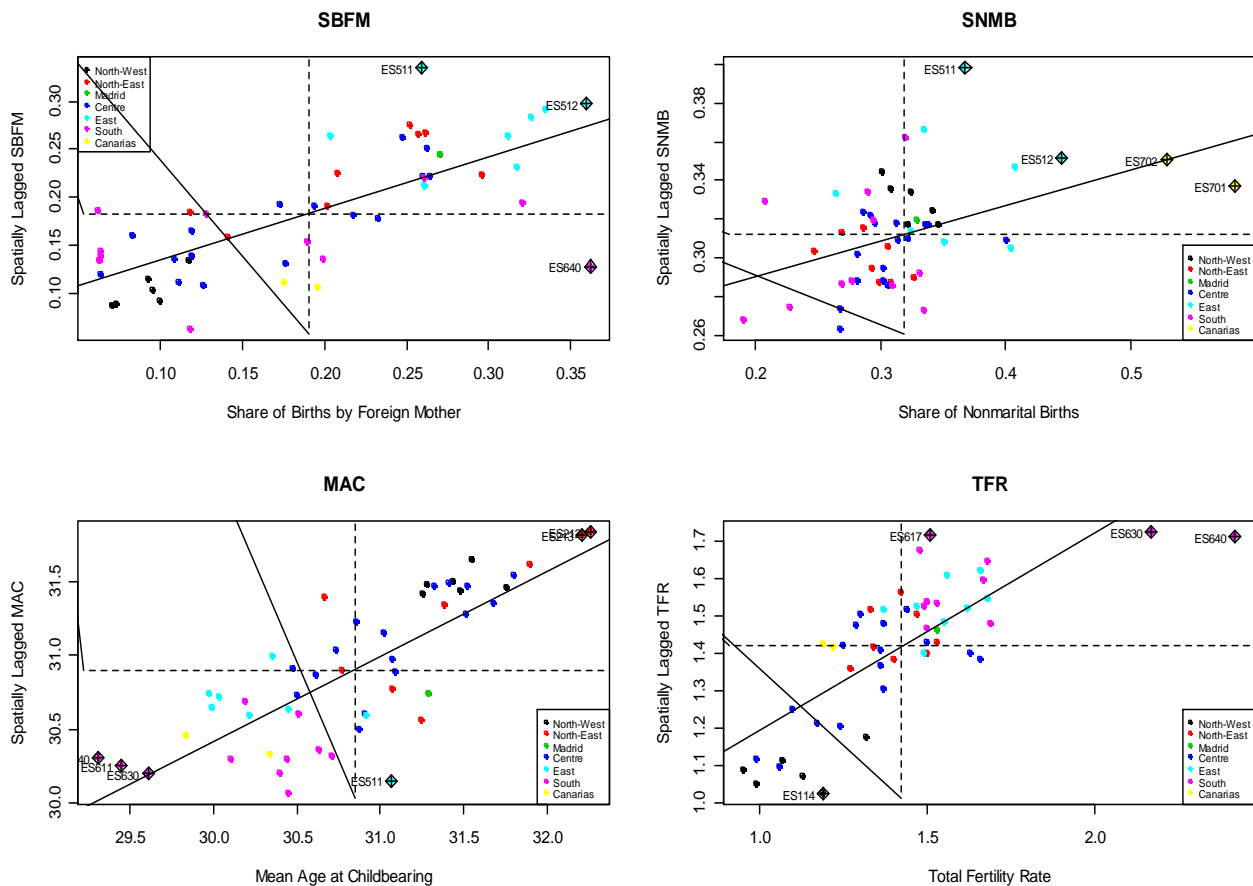 SBFM
Spatially Lagged SBFM
0.10 0.15 0.20 0.25 0.30
North-West
North-East
Madrid
Centre
East
South
Canarias
ES511
ES512
ES640
0.10 0.15 0.20 0.25 0.30 0.35
Share of Births by Foreign Mother
SNMB
Spatially Lagged SNMB
0.26 0.30 0.34 0.38
ES511
ES512
ES702
ES701
North-West
North-East
Madrid
Centre
East
South
Canarias
0.2 0.3 0.4 0.5
Share of Nonmarital Births
MAC
Spatially Lagged MAC
30.0 30.5 31.0 31.5
ES212
ES213
40
ES611
ES630
ES511
North-West
North-East
Madrid
Centre
East
South
Canarias
29.5 30.0 30.5 31.0 31.5 32.0
Mean Age at Childbearing
TFR
Spatially Lagged TFR
1.0 1.1 1.2 1.3 1.4 1.5 1.6 1.7
ES617
ES630
ES640
ES114
North-West
North-East
Madrid
Centre
East
South
Canarias
1.0 1.5 2.0
Total Fertility Rate